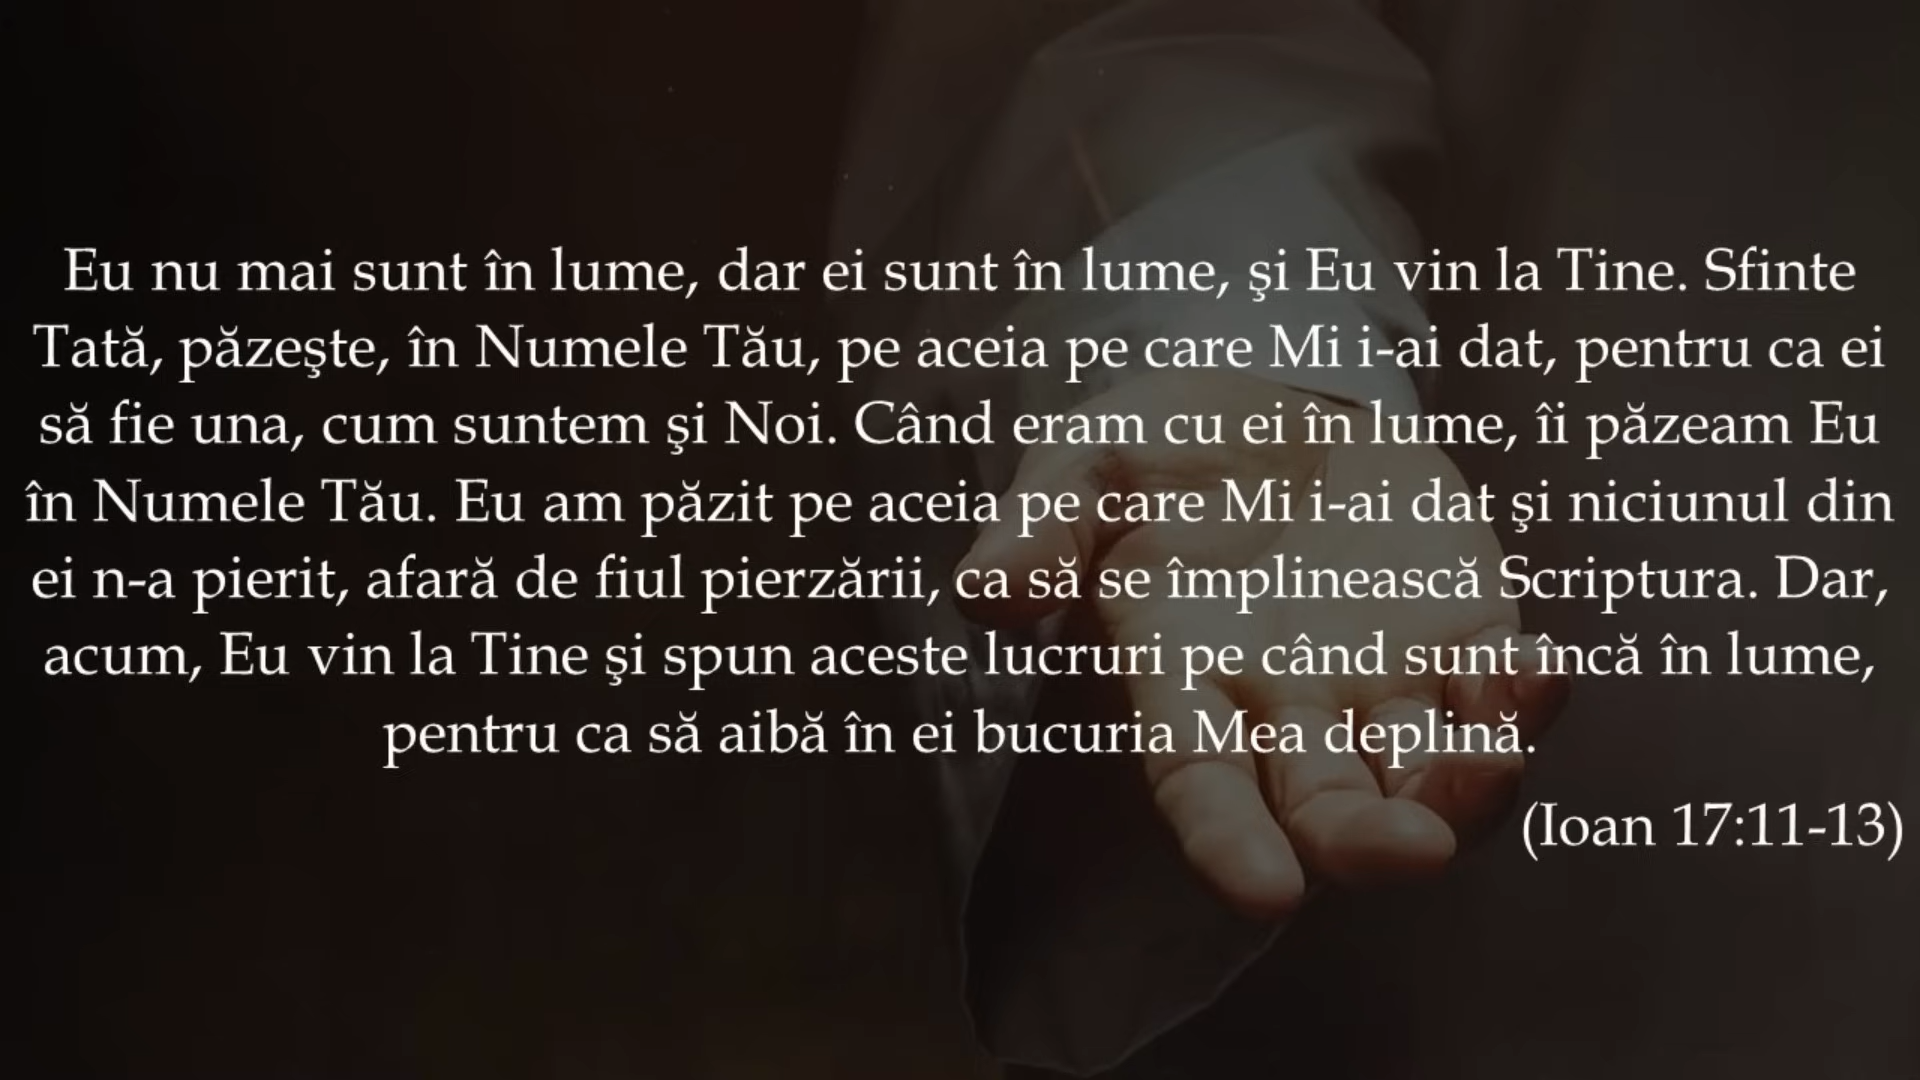 Eu nu mai sunt în lume, dar ei sunt în lume, şi Eu vin la Tine. Sfinte
Tată, păzeşte, în Numele Tău, pe aceia pe care Mi i-ai dat, pentru ca ei
să fie una, cum suntem şi Noi. Când eram cu ei în lume, îi păzeam Eu
în Numele Tău. Eu am păzit pe aceia pe care Mi i-ai dat şi niciunul din
ei n-a pierit, afară de fiul pierzării, ca să se împlinească Scriptura. Dar,
acum, Eu vin la Tine şi spun aceste lucruri pe când sunt încă în lume,
pentru ca să aibă în ei bucuria Mea deplină.
(Ioan 17:11-13)